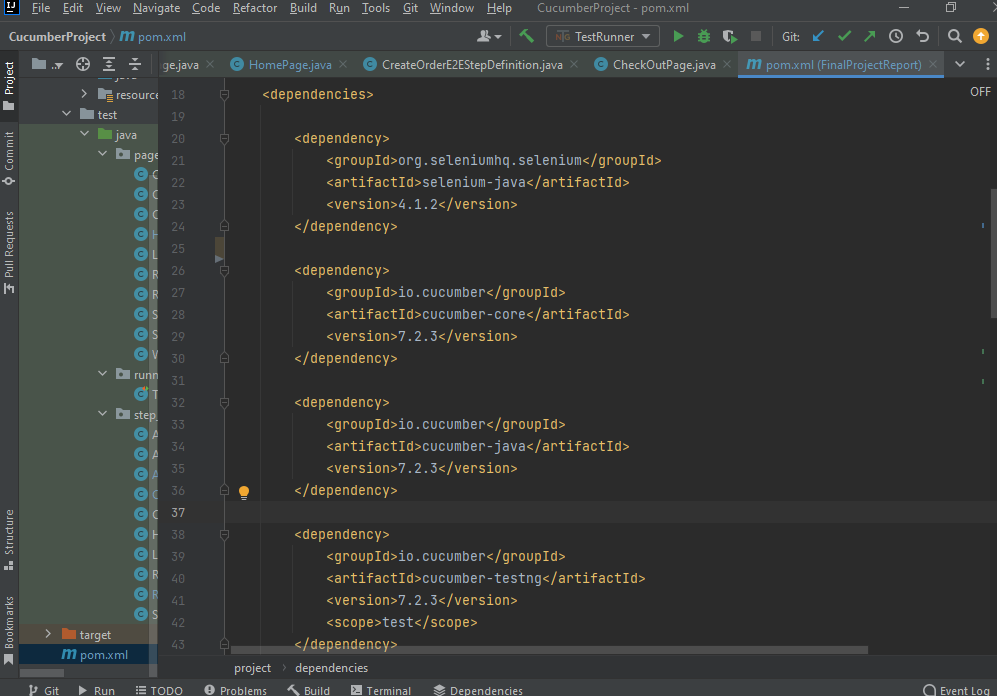 File Edit View Navigate Code Refactor Build Run Tools Git Window Help CucumberProject - pom.xml
CucumberProject pom.xml TestRunner Git:
ge.java HomePage.java CreateOrderE2EStepDefinition.java CheckOutPage.java pom.xml (FinalProjectReport)
OFF
Project
Commit
Pull Requests
Structure
Bookmarks
java
resource
test
java
page
runn
step_
target
pom.xml
18 <dependencies>
19
20 <dependency>
21 <groupId>org.seleniumhq.selenium</groupId>
22 <artifactId>selenium-java</artifactId>
23 <version>4.1.2</version>
24 </dependency>
25
26 <dependency>
27 <groupId>io.cucumber</groupId>
28 <artifactId>cucumber-core</artifactId>
29 <version>7.2.3</version>
30 </dependency>
31
32 <dependency>
33 <groupId>io.cucumber</groupId>
34 <artifactId>cucumber-java</artifactId>
35 <version>7.2.3</version>
36 </dependency>
37
38 <dependency>
39 <groupId>io.cucumber</groupId>
40 <artifactId>cucumber-testng</artifactId>
41 <version>7.2.3</version>
42 <scope>test</scope>
43 </dependency>
project dependencies
Git Run TODO Problems Build Terminal Dependencies Event Log